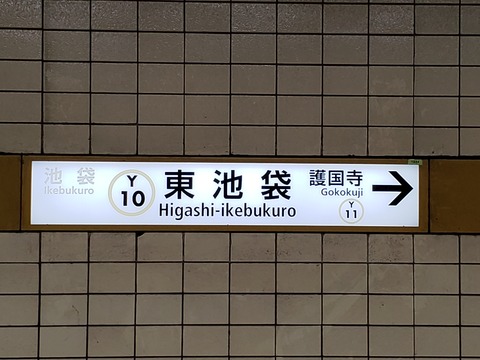 池袋
Ikebukuro
Y
10
東池袋
Higashi-ikebukuro
護国寺
Gokokuji
Y
11